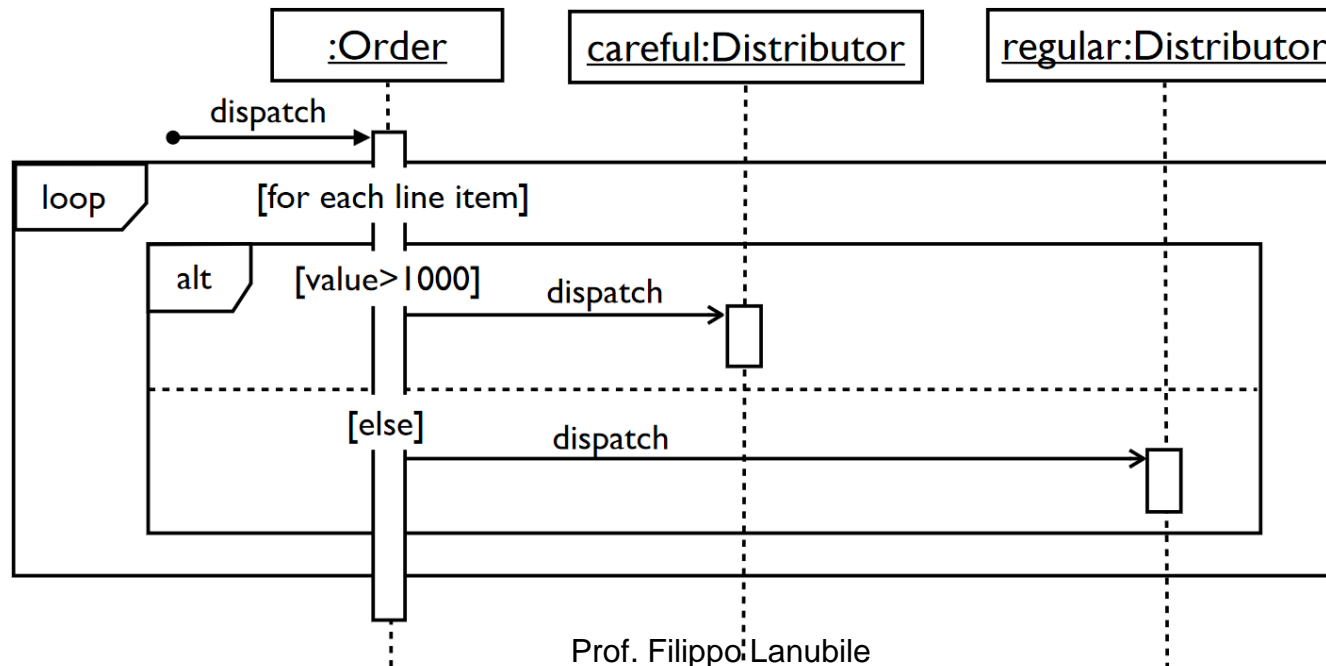 :Order
careful:Distributor
regular:Distributor
dispatch
loop
[for each line item]
alt
[value>1000]
dispatch
[else]
dispatch
Prof. Filippo Lanubile